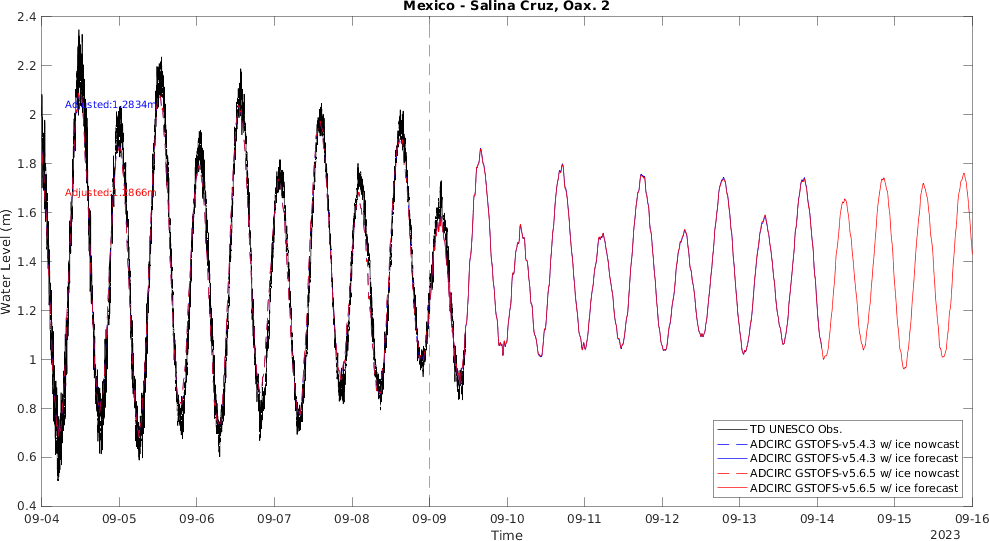 Mexico - Salina Cruz, Oax. 2
2.4
2.2
2
1.8
1.6
1.4
1.2
1
0.8
0.6
0.4
Water Level (m)
Adjusted:1.2834m
Adjusted:1.2866m
TD UNESCO Obs.
ADCIRC GSTOFS-v5.4.3 w/ ice nowcast
ADCIRC GSTOFS-v5.4.3 w/ ice forecast
ADCIRC GSTOFS-v5.6.5 w/ ice nowcast
ADCIRC GSTOFS-v5.6.5 w/ ice forecast
09-04 09-05 09-06 09-07 09-08 09-09 09-10 09-11 09-12 09-13 09-14 09-15 09-16
Time
2023